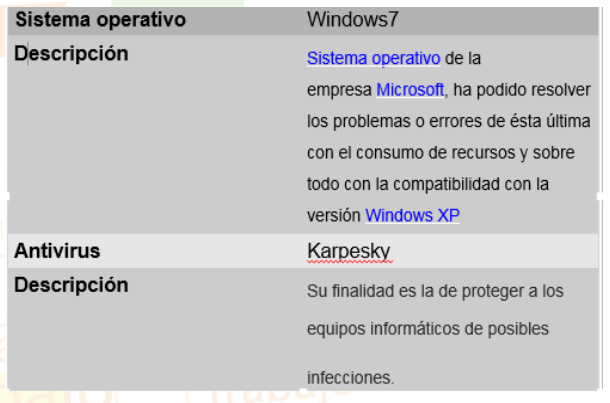 Sistema operativo Windows7
Descripción Sistema operativo de la
empresa Microsoft, ha podido resolver
los problemas o errores de ésta última
con el consumo de recursos y sobre
todo con la compatibilidad con la
versión Windows XP
Antivirus Karpesky
Descripción Su finalidad es la de proteger a los
equipos informáticos de posibles
infecciones.